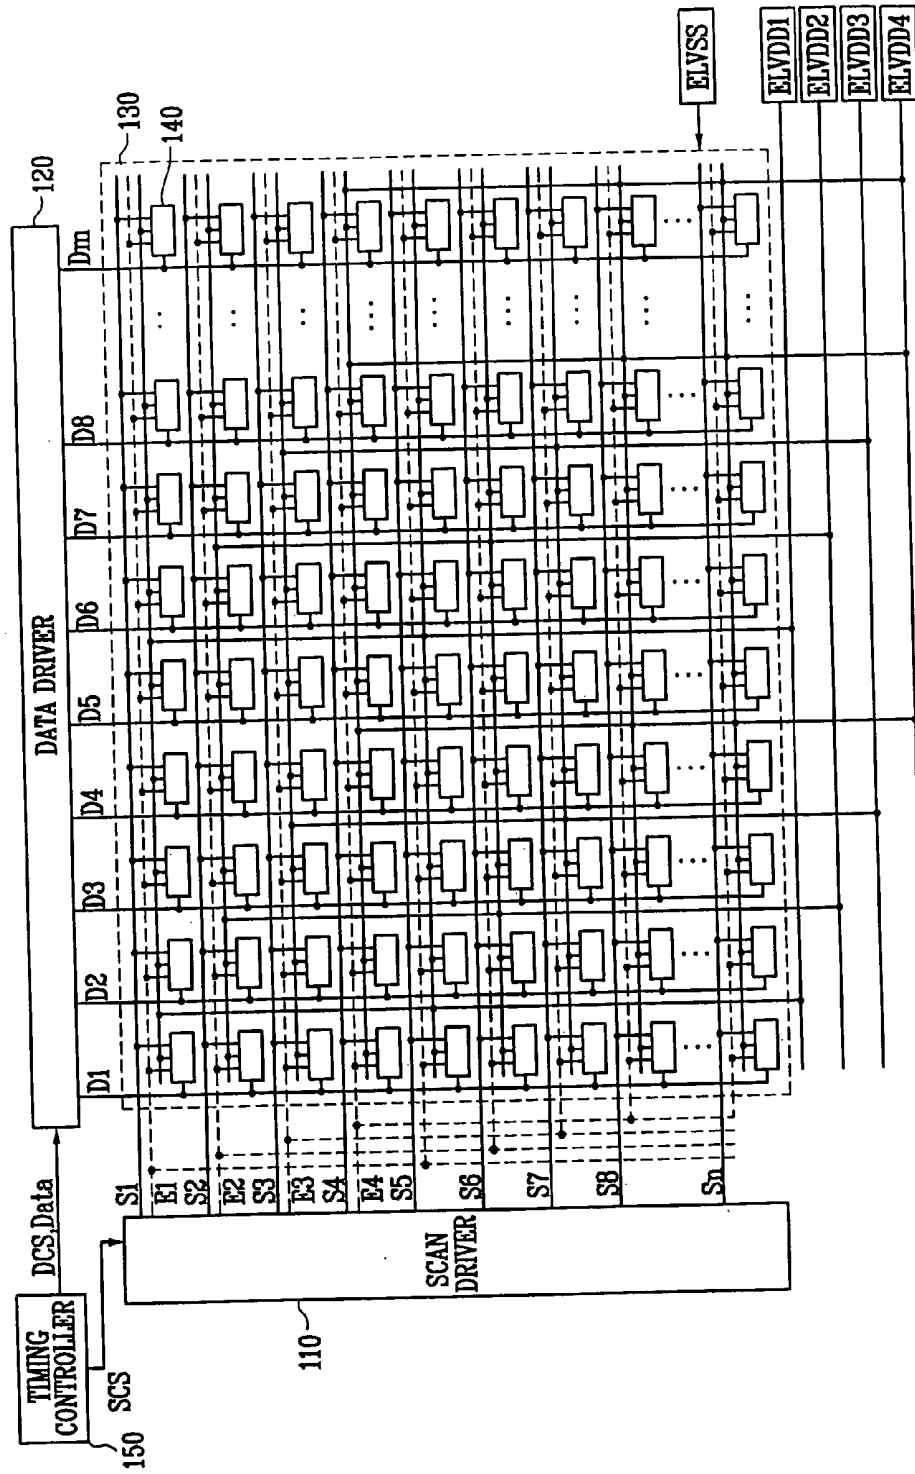 120
DATA DRIVER
130
140
D1
D2
D3
D4
D5
D6
D7
D8
Dm
TIMING
CONTROLLER
150
DCS,Data
SCS
SCAN
DRIVER
110
S1
E1
S2
E2
S3
E3
S4
E4
S5
S6
S7
S8
Sn
ELVSS
ELVDD1
ELVDD2
ELVDD3
ELVDD4